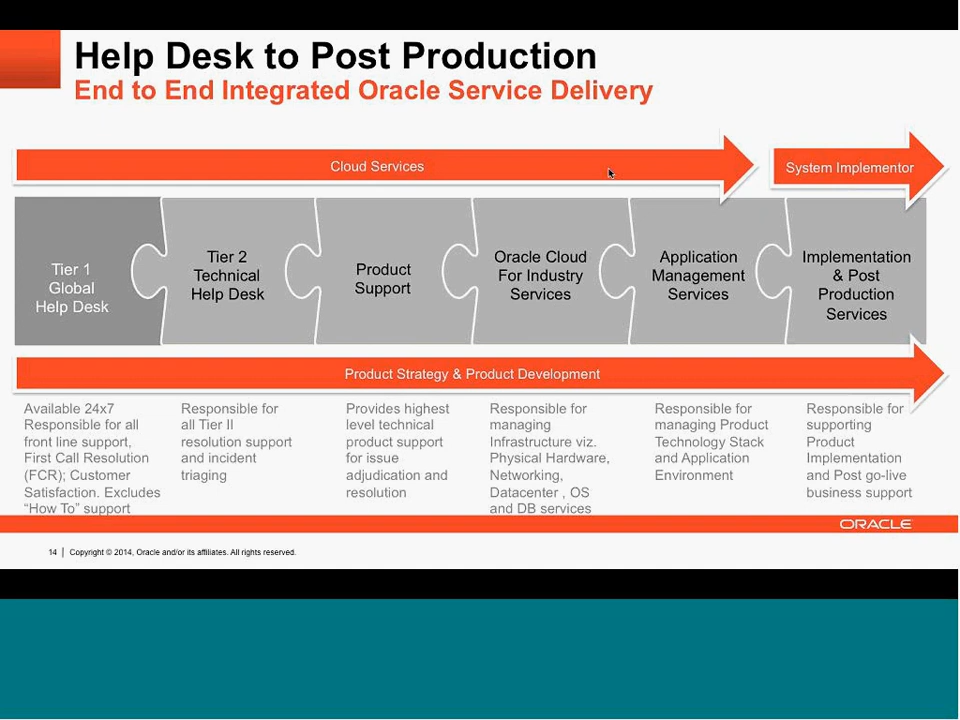 Help Desk to Post Production
End to End Integrated Oracle Service Delivery
Cloud Services
System Implementor
Tier 1
Global
Help Desk
Tier 2
Technical
Help Desk
Product
Support
Oracle Cloud
For Industry
Services
Application
Management
Services
Implementation
& Post
Production
Services
Product Strategy & Product Development
Available 24x7
Responsible for all
front line support,
First Call Resolution
(FCR); Customer
Satisfaction. Excludes
“How To” support
Responsible for
all Tier II
resolution support
and incident
triaging
Provides highest
level technical
product support
for issue
adjudication and
resolution
Responsible for
managing
Infrastructure viz.
Physical Hardware,
Networking,
Datacenter , OS
and DB services
Responsible for
managing Product
Technology Stack
and Application
Environment
Responsible for
supporting
Product
Implementation
and Post go-live
business support
ORACLE
14 | Copyright © 2014, Oracle and/or its affiliates. All rights reserved.